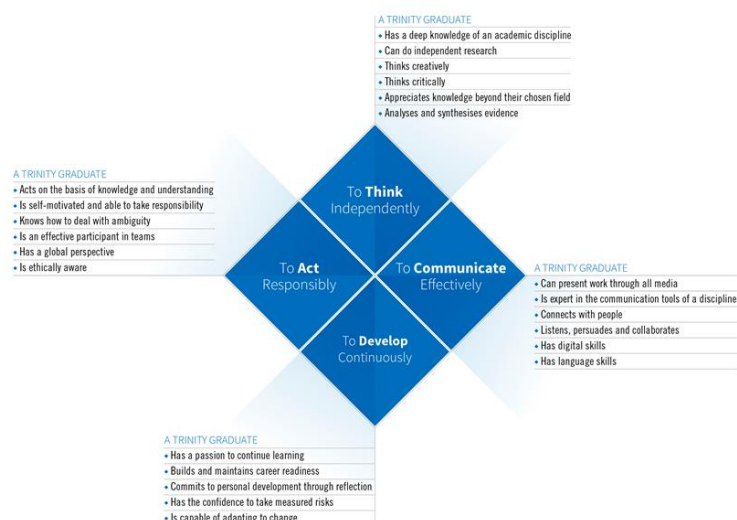 A TRINITY GRADUATE
• Has a deep knowledge of an academic discipline
• Can do independent research
• Thinks creatively
• Thinks critically
• Appreciates knowledge beyond their chosen field
• Analyses and synthesises evidence
A TRINITY GRADUATE
• Acts on the basis of knowledge and understanding
• Is self-motivated and able to take responsibility
• Knows how to deal with ambiguity
• Is an effective participant in teams
• Has a global perspective
• Is ethically aware
To Think
Independently
To Act
Responsibly
To Communicate
Effectively
To Develop
Continuously
A TRINITY GRADUATE
• Can present work through all media
• Is expert in the communication tools of a discipline
• Connects with people
• Listens, persuades and collaborates
• Has digital skills
• Has language skills
A TRINITY GRADUATE
• Has a passion to continue learning
• Builds and maintains career readiness
• Commits to personal development through reflection
• Has the confidence to take measured risks
• Is capable of adapting to change